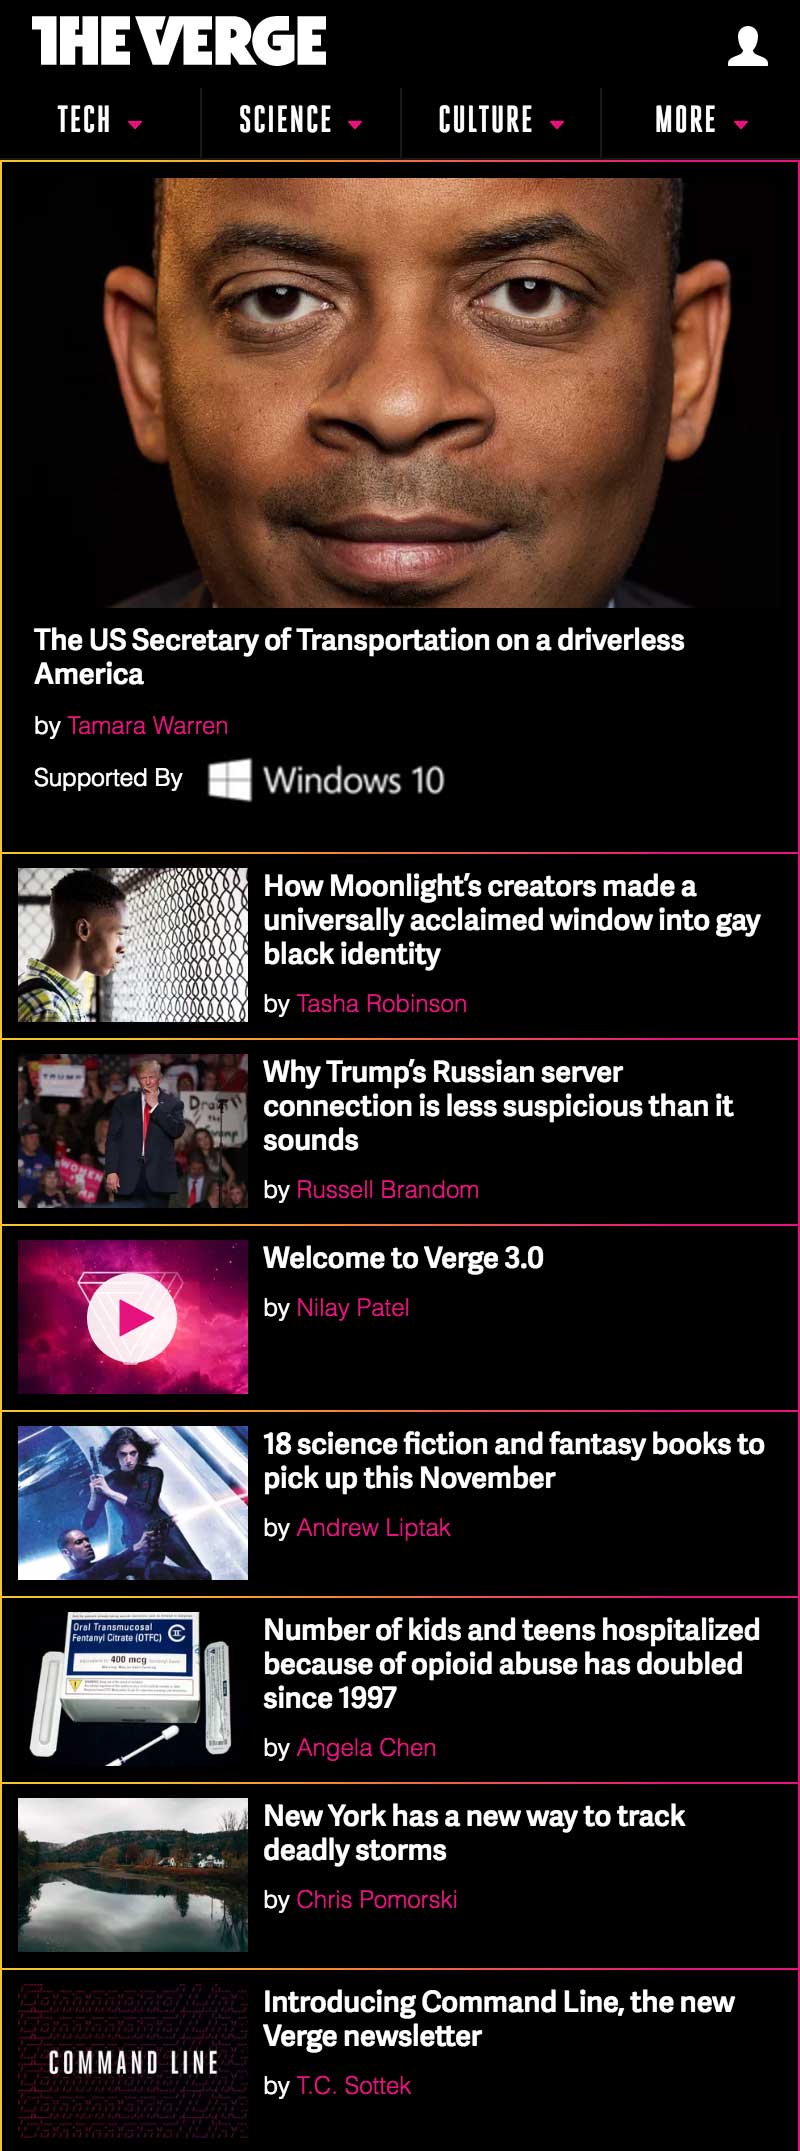 THE VERGE
TECH
SCIENCE
CULTURE
MORE
The US Secretary of Transportation on a driverless
America
by Tamara Warren
Supported By Windows 10
How Moonlight's creators made a
universally acclaimed window into gay
black identity
by Tasha Robinson
TRUMP
Drain
the
Swamp
WOMEN
Why Trump's Russian server
connection is less suspicious than it
sounds
by Russell Brandom
Welcome to Verge 3.0
by Nilay Patel
18 science fiction and fantasy books to
pick up this November
by Andrew Liptak
Oral Transmucosal
Fentanyl Citrate (OTFC)
CII
400 mcg
Number of kids and teens hospitalized
because of opioid abuse has doubled
since 1997
by Angela Chen
New York has a new way to track
deadly storms
by Chris Pomorski
COMMAND LINE
Introducing Command Line, the new
Verge newsletter
by T.C. Sottek